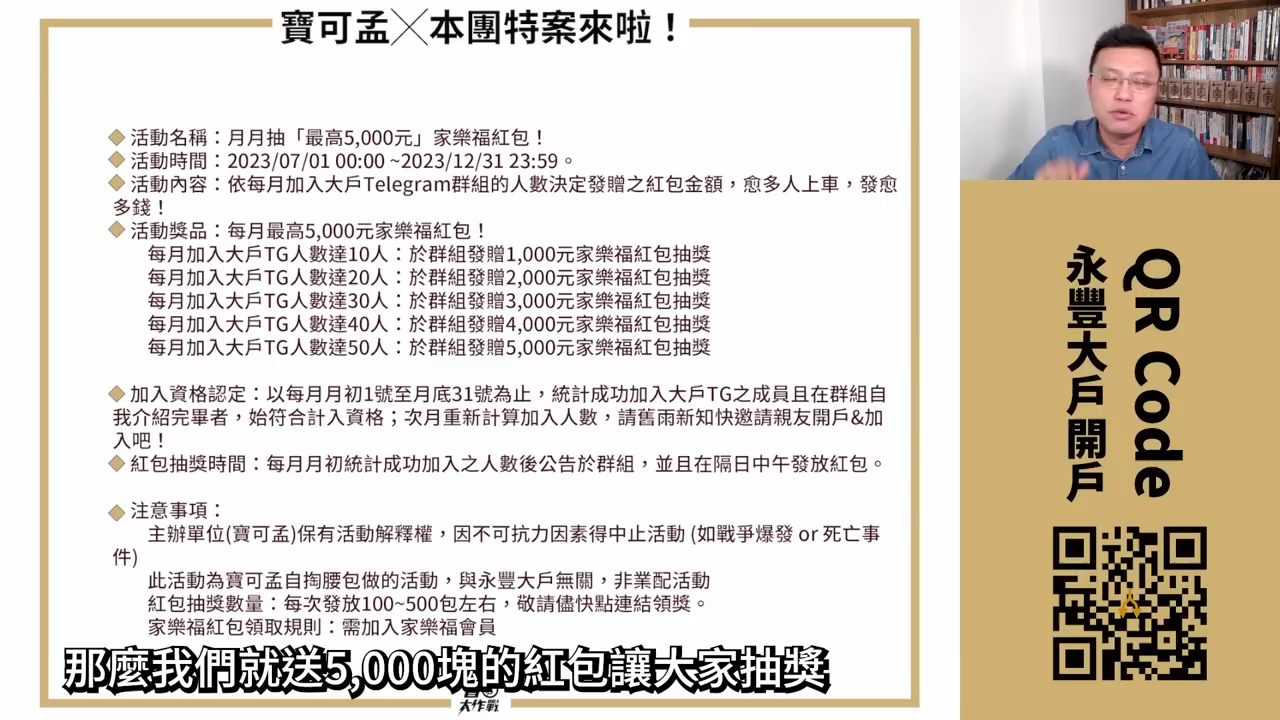 寶可孟╳本團特案來啦！
◆ 活動名稱：月月抽「最高5,000元」家樂福紅包！
◆ 活動時間：2023/07/01 00:00 ~2023/12/31 23:59。
◆ 活動內容：依每月加入大戶Telegram群組的人數決定發贈之紅包金額，愈多人上車，發愈
多錢！
◆ 活動獎品：每月最高5,000元家樂福紅包！
每月加入大戶TG人數達10人：於群組發贈1,000元家樂福紅包抽獎
每月加入大戶TG人數達20人：於群組發贈2,000元家樂福紅包抽獎
每月加入大戶TG人數達30人：於群組發贈3,000元家樂福紅包抽獎
每月加入大戶TG人數達40人：於群組發贈4,000元家樂福紅包抽獎
每月加入大戶TG人數達50人：於群組發贈5,000元家樂福紅包抽獎
◆ 加入資格認定：以每月月初1號至月底31號為止，統計成功加入大戶TG之成員且在群組自
我介紹完畢者，始符合計入資格；次月重新計算加入人數，請舊雨新知快邀請親友開戶&加
入吧！
◆ 紅包抽獎時間：每月月初統計成功加入之人數後公告於群組，並且在隔日中午發放紅包。
◆ 注意事項：
主辦單位(寶可孟)保有活動解釋權，因不可抗力因素得中止活動 (如戰爭爆發 or 死亡事
件)
此活動為寶可孟自掏腰包做的活動，與永豐大戶無關，非業配活動
紅包抽獎數量：每次發放100~500包左右，敬請儘快點連結領獎。
家樂福紅包領取規則：需加入家樂福會員
那麼我們就送5,000塊的紅包讓大家抽獎
大作戰
QR Code
永豐大戶開戶